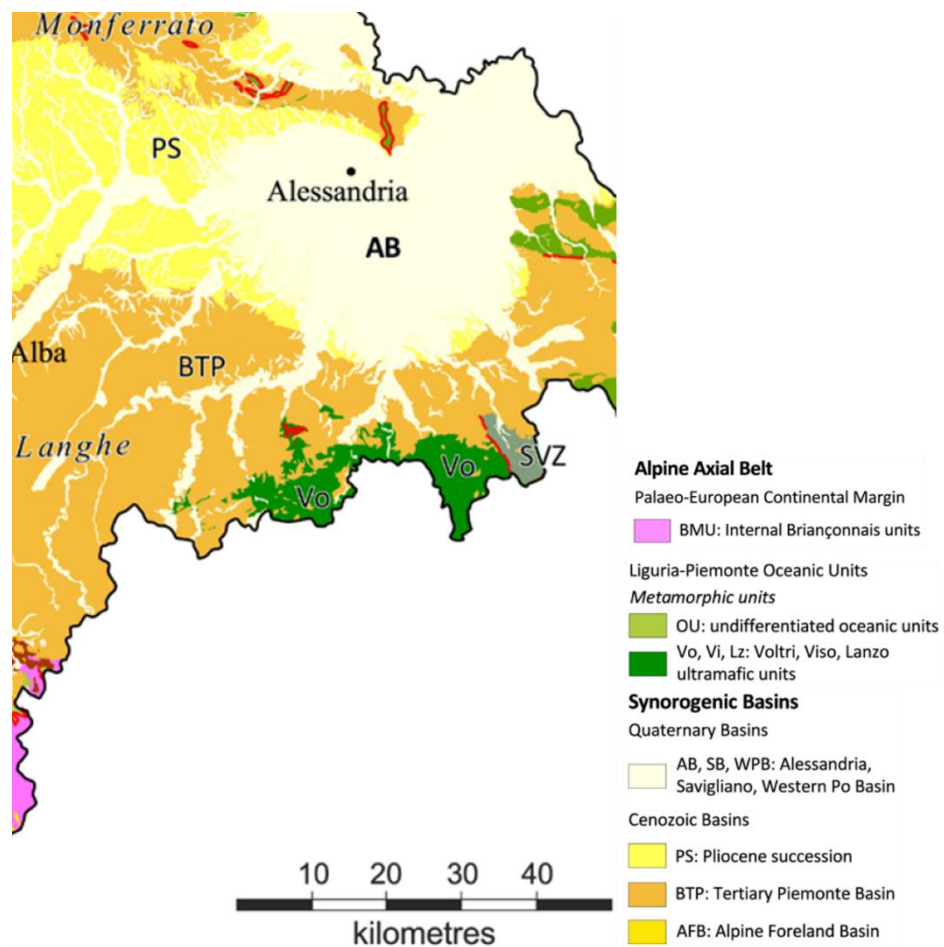 Monferrato
PS
Alessandria
AB
Alba
BTP
Langhe
SVZ
Vo
Vo
Alpine Axial Belt
Palaeo-European Continental Margin
BMU: Internal Briançonnais units
Liguria-Piemonte Oceanic Units
Metamorphic units
OU: undifferentiated oceanic units
Vo, Vi, Lz: Voltri, Viso, Lanzo
ultramafic units
Synorogenic Basins
Quaternary Basins
AB, SB, WPB: Alessandria,
Savigliano, Western Po Basin
Cenozoic Basins
PS: Pliocene succession
BTP: Tertiary Piemonte Basin
AFB: Alpine Foreland Basin
10 20 30 40
kilometres